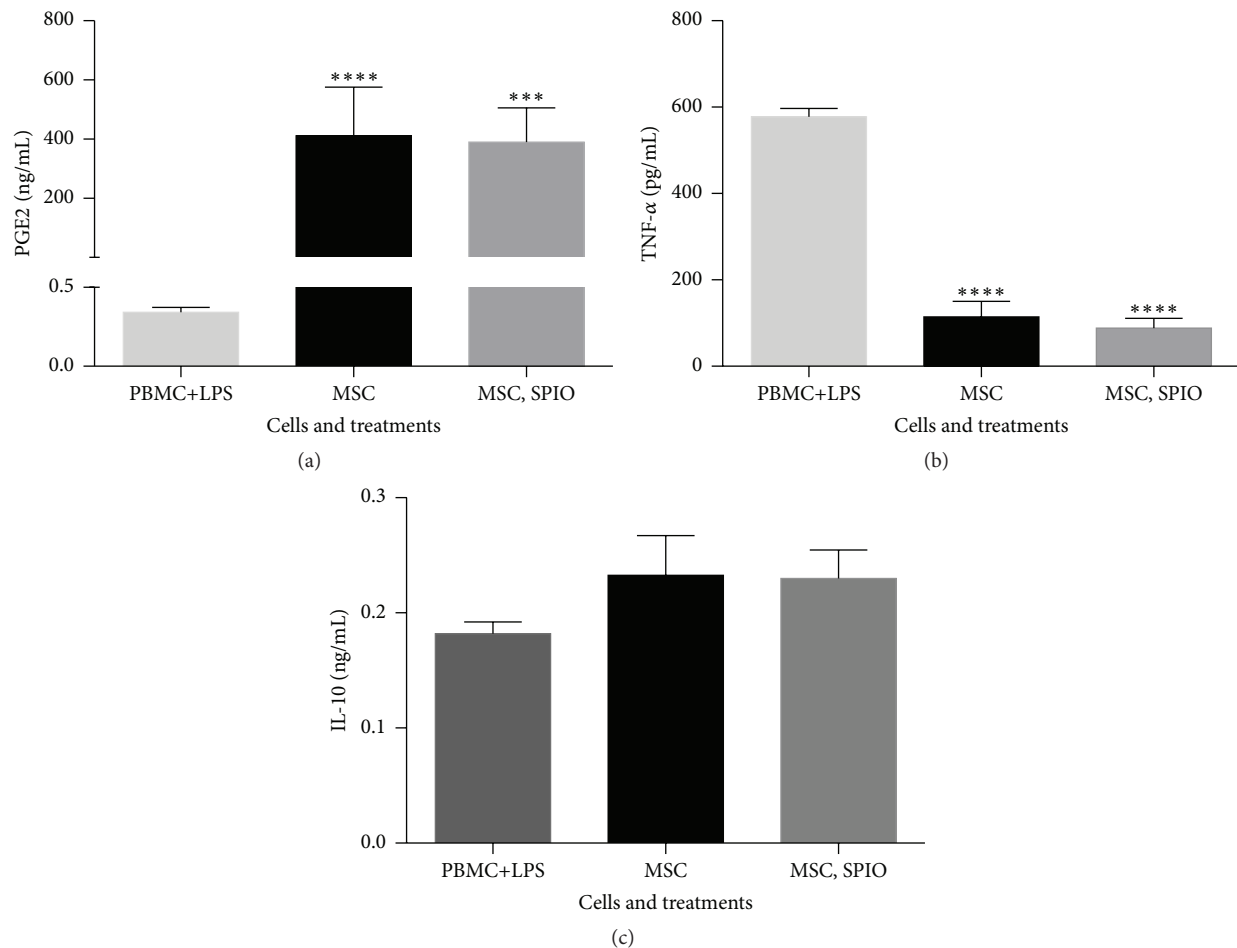 800
600
400
200
0.5
0.0
PGE2 (ng/mL)
****
***
PBMC+LPS MSC MSC, SPIO
Cells and treatments
(a)
800
600
400
200
0
TNF-α (pg/mL)
****
****
PBMC+LPS MSC MSC, SPIO
Cells and treatments
(b)
0.3
0.2
0.1
0.0
IL-10 (ng/mL)
PBMC+LPS MSC MSC, SPIO
Cells and treatments
(c)